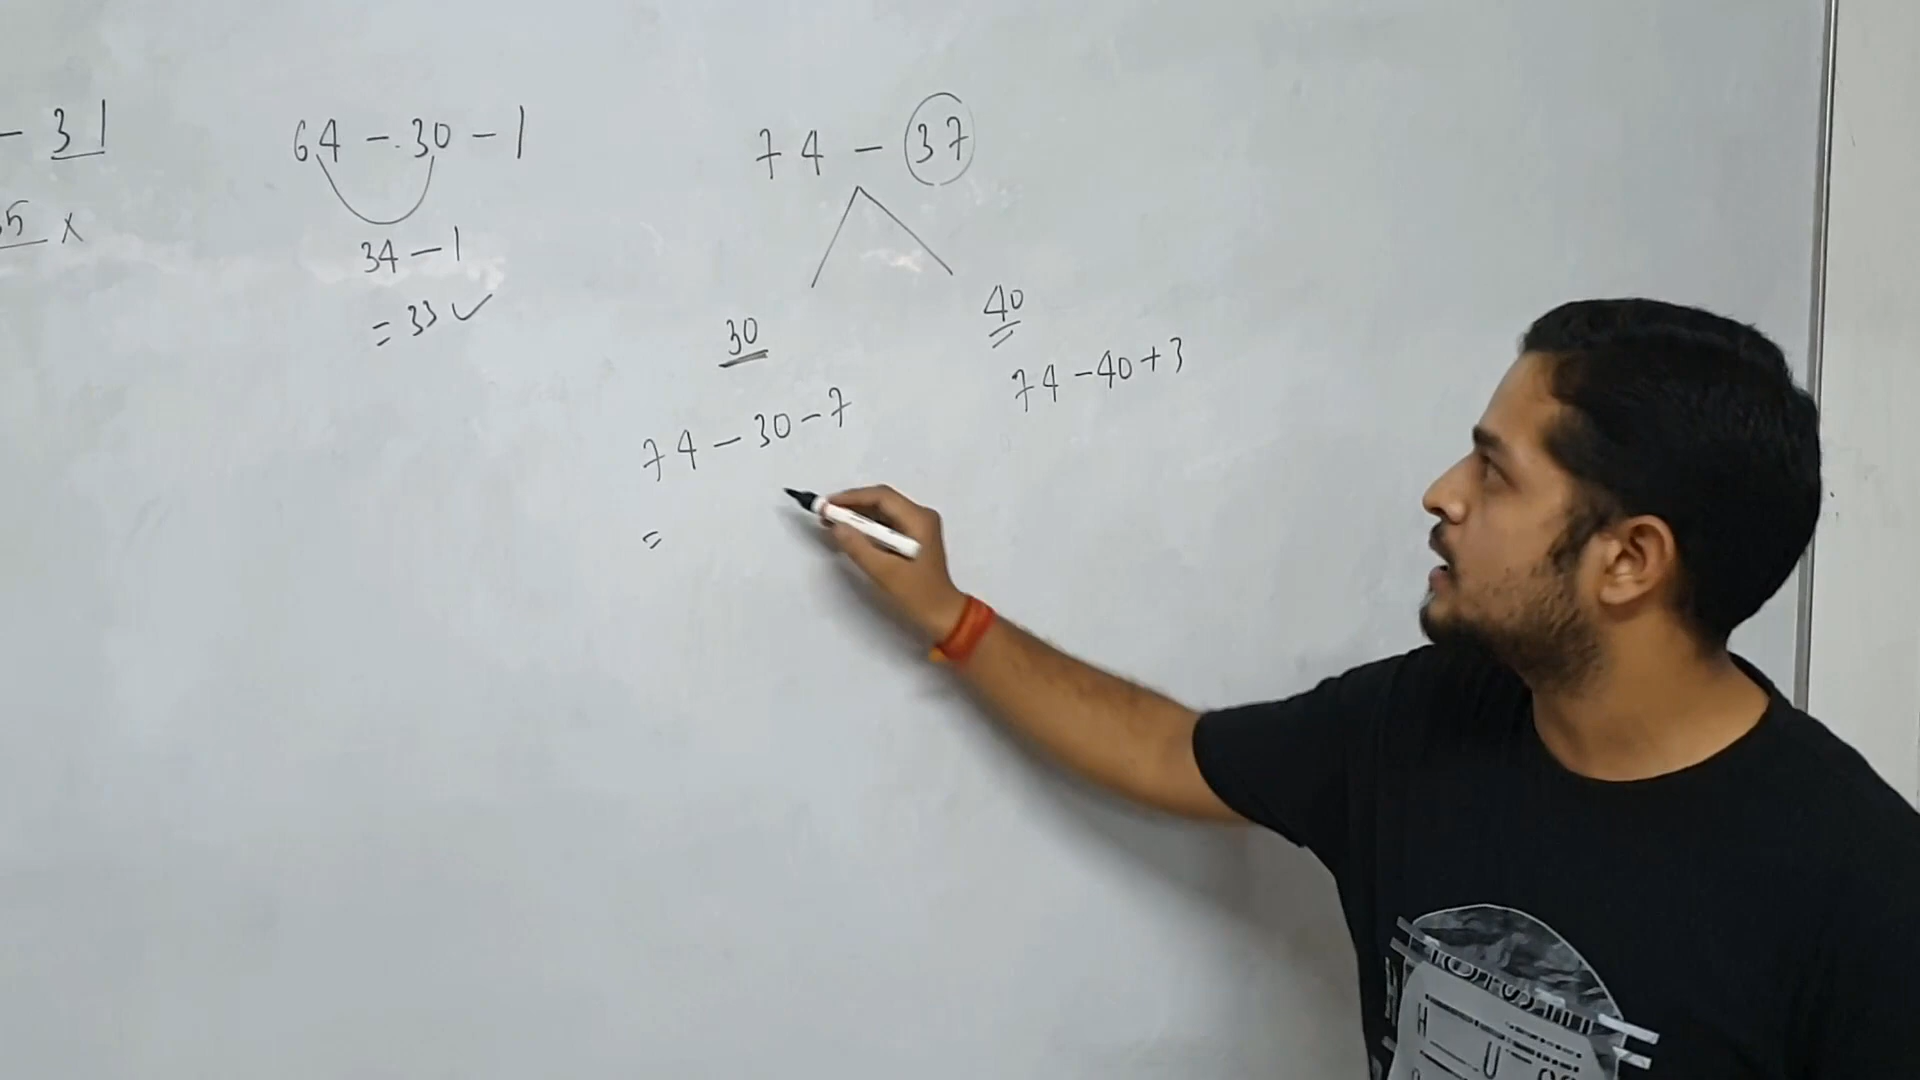 - 31
5 x
64 - 30 - 1
34 - 1
= 33 ✓
74 - 37
30
40
74 - 30 - 7
74 - 40 + 3
=